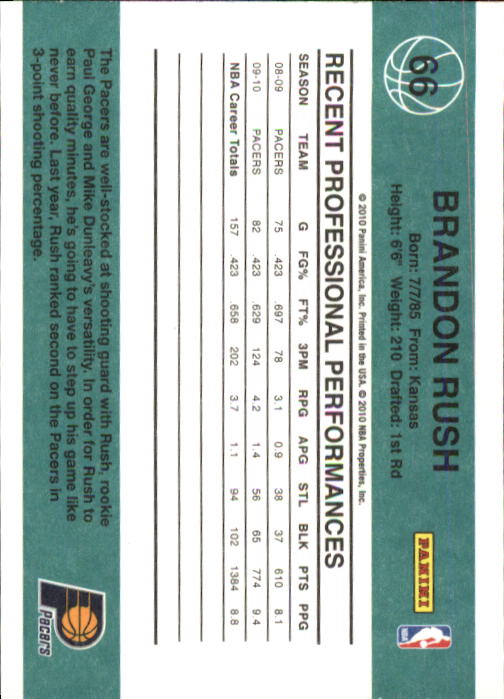 66
BRANDON RUSH
Born: 7/7/85 From: Kansas
Height: 6'6" Weight: 210 Drafted: 1st Rd
PANINI
NBA
© 2010 Panini America, Inc. Printed in the USA. © 2010 NBA Properties, Inc.
RECENT PROFESSIONAL PERFORMANCES
SEASON TEAM G FG% FT% 3PM RPG APG STL BLK PTS PPG
08-09 PACERS 75 .423 .697 78 3.1 0.9 38 37 610 8.1
09-10 PACERS 82 .423 .629 124 4.2 1.4 56 65 774 9.4
NBA Career Totals 157 .423 .658 202 3.7 1.1 94 102 1384 8.8
The Pacers are well-stocked at shooting guard with Rush, rookie
Paul George and Mike Dunleavy's versatility. In order for Rush to
earn quality minutes, he's going to have to step up his game like
never before. Last year, Rush ranked second on the Pacers in
3-point shooting percentage.
Pacers